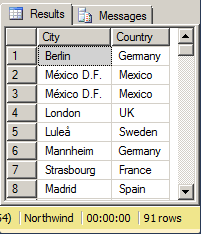 Results Messages
City Country
1 Berlin Germany
2 México D.F. Mexico
3 México D.F. Mexico
4 London UK
5 Luleå Sweden
6 Mannheim Germany
7 Strasbourg France
8 Madrid Spain
54) Northwind 00:00:00 91 rows